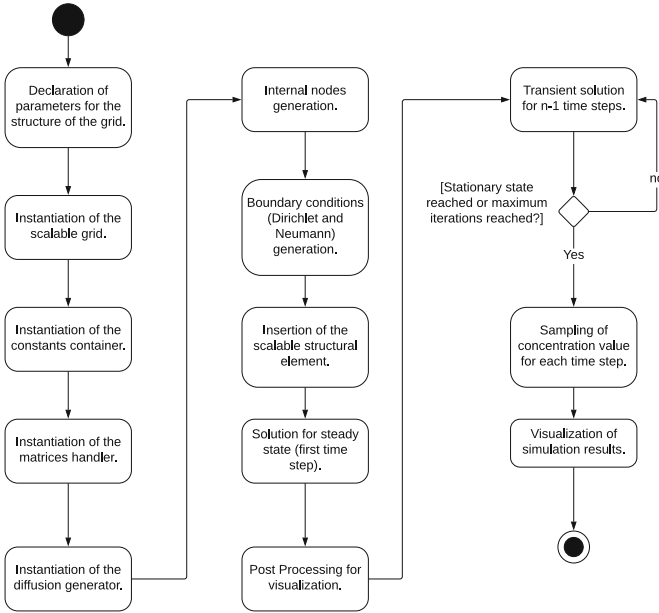 Declaration of
parameters for the
structure of the grid.
Instantiation of the
scalable grid.
Instantiation of the
constants container.
Instantiation of the
matrices handler.
Instantiation of the
diffusion generator.
Internal nodes
generation.
Boundary conditions
(Dirichlet and
Neumann)
generation.
Insertion of the
scalable structural
element.
Solution for steady
state (first time
step).
Post Processing for
visualization.
Transient solution
for n-1 time steps.
[Stationary state
reached or maximum
iterations reached?]
no
Yes
Sampling of
concentration value
for each time step.
Visualization of
simulation results.